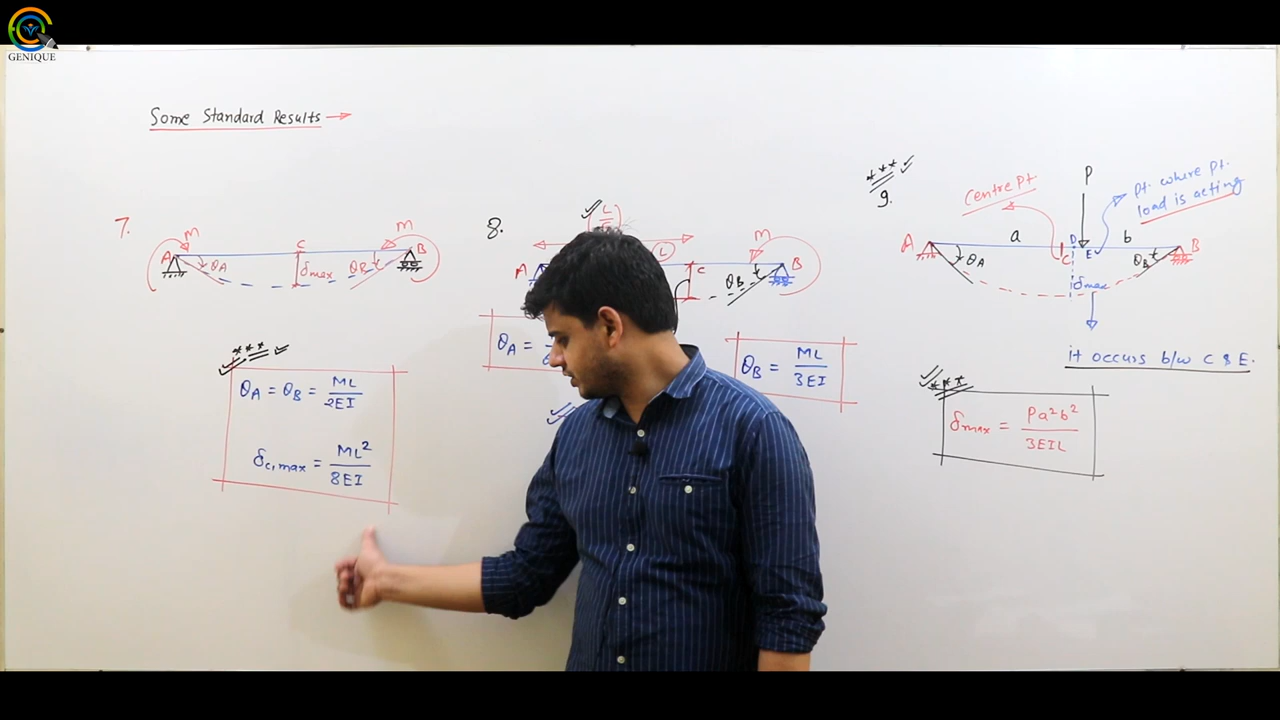 GENIQUE
Some Standard Results →
7.
M
M
A
C
B
θA
δmax
θB
***
θA = θB = ML/2EI
δc,max = ML²/8EI
8.
L
M
A
C
B
θB
θA =
θB = ML/3EI
***
9.
Centre Pt
P
Pt. where Pt.
load is acting
A
a
D
b
B
θA
C
E
θB
δmax
it occurs b/w C & E.
***
δmax = Pa²b²/3EIL